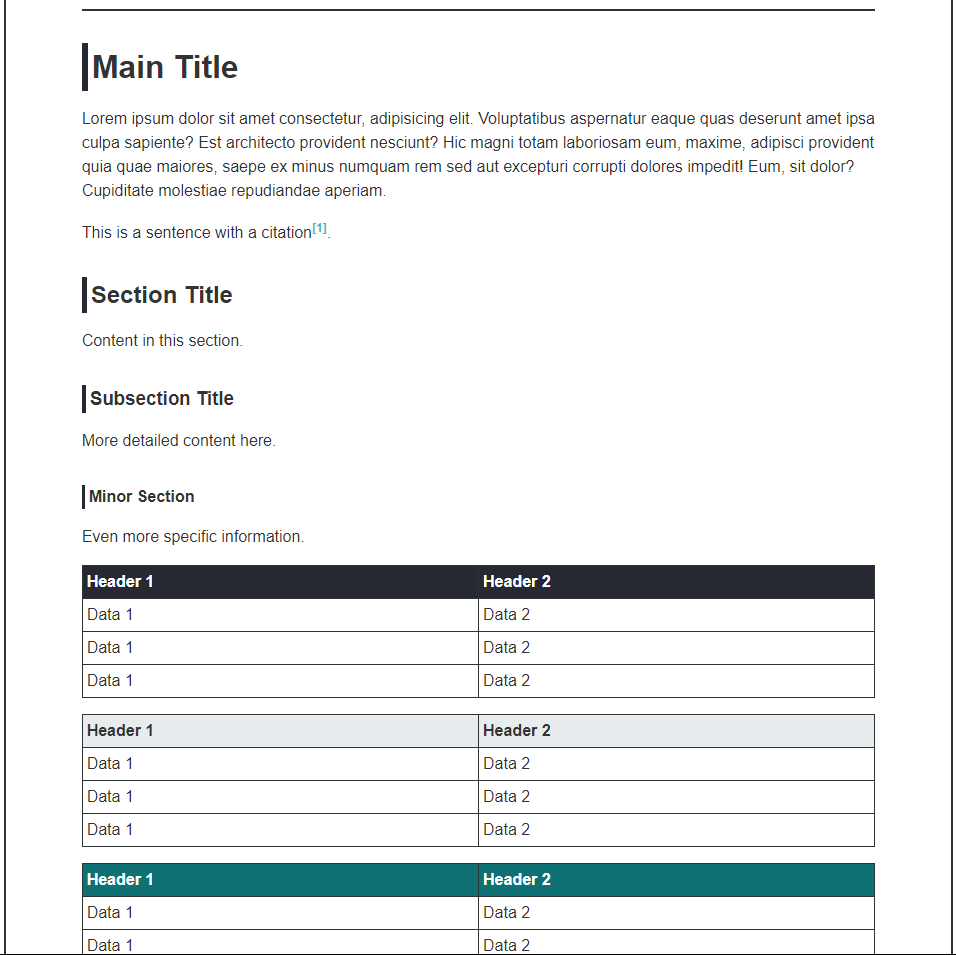 Main Title
Lorem ipsum dolor sit amet consectetur, adipisicing elit. Voluptatibus aspernatur eaque quas deserunt amet ipsa
culpa sapiente? Est architecto provident nesciunt? Hic magni totam laboriosam eum, maxime, adipisci provident
quia quae maiores, saepe ex minus numquam rem sed aut excepturi corrupti dolores impedit! Eum, sit dolor?
Cupiditate molestiae repudiandae aperiam.
This is a sentence with a citation[1].
Section Title
Content in this section.
Subsection Title
More detailed content here.
Minor Section
Even more specific information.
Header 1 Header 2
Data 1 Data 2
Data 1 Data 2
Data 1 Data 2
Header 1 Header 2
Data 1 Data 2
Data 1 Data 2
Data 1 Data 2
Header 1 Header 2
Data 1 Data 2
Data 1 Data 2